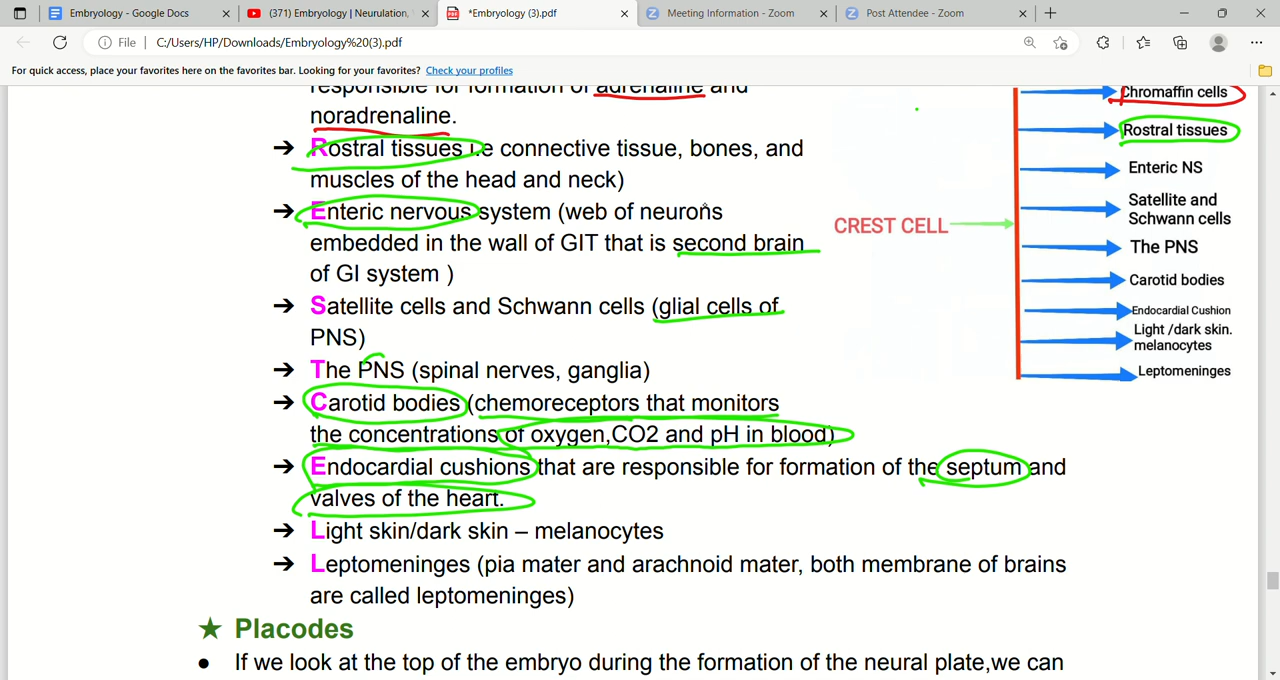 Embryology - Google Docs
(371) Embryology | Neurulation,
*Embryology (3).pdf
Meeting Information - Zoom
Post Attendee - Zoom
File
C:/Users/HP/Downloads/Embryology%20(3).pdf
For quick access, place your favorites here on the favorites bar. Looking for your favorites? Check your profiles
responsible for formation of adrenaline and
noradrenaline.
→ Rostral tissues i.e connective tissue, bones, and
muscles of the head and neck)
→ Enteric nervous system (web of neurons
embedded in the wall of GIT that is second brain
of GI system )
→ Satellite cells and Schwann cells (glial cells of
PNS)
→ The PNS (spinal nerves, ganglia)
→ Carotid bodies (chemoreceptors that monitors
the concentrations of oxygen,CO2 and pH in blood)
→ Endocardial cushions that are responsible for formation of the septum and
valves of the heart.
→ Light skin/dark skin – melanocytes
→ Leptomeninges (pia mater and arachnoid mater, both membrane of brains
are called leptomeninges)
★ Placodes
● If we look at the top of the embryo during the formation of the neural plate,we can
CREST CELL
Chromaffin cells
Rostral tissues
Enteric NS
Satellite and
Schwann cells
The PNS
Carotid bodies
Endocardial Cushion
Light /dark skin.
melanocytes
Leptomeninges